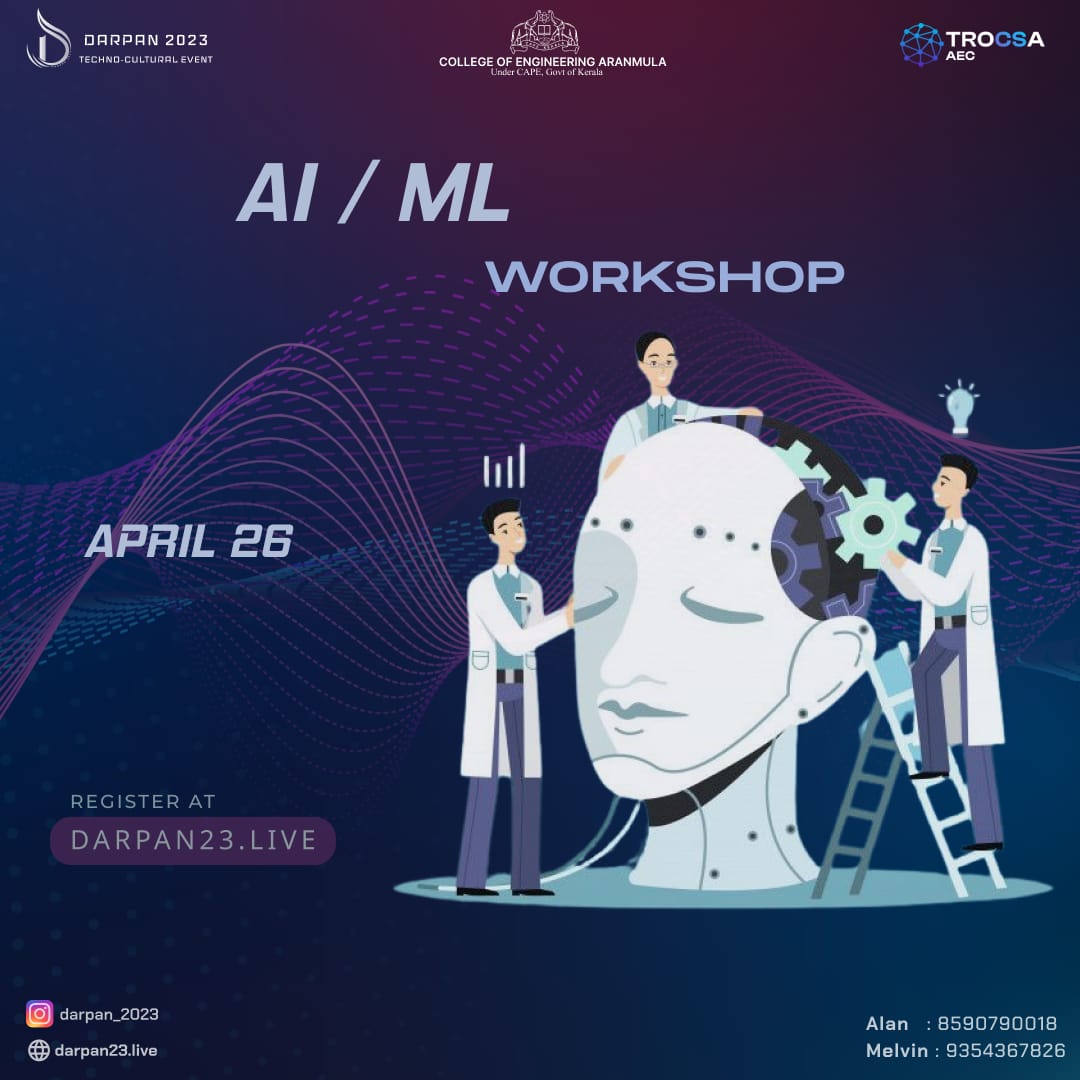 DARPAN 2023
TECHNO-CULTURAL EVENT
COLLEGE OF ENGINEERING ARANMULA
Under CAPE, Govt of Kerala
TROCSA
AEC
AI / ML
WORKSHOP
APRIL 26
REGISTER AT
DARPAN23.LIVE
darpan_2023
darpan23.live
Alan : 8590790018
Melvin : 9354367826